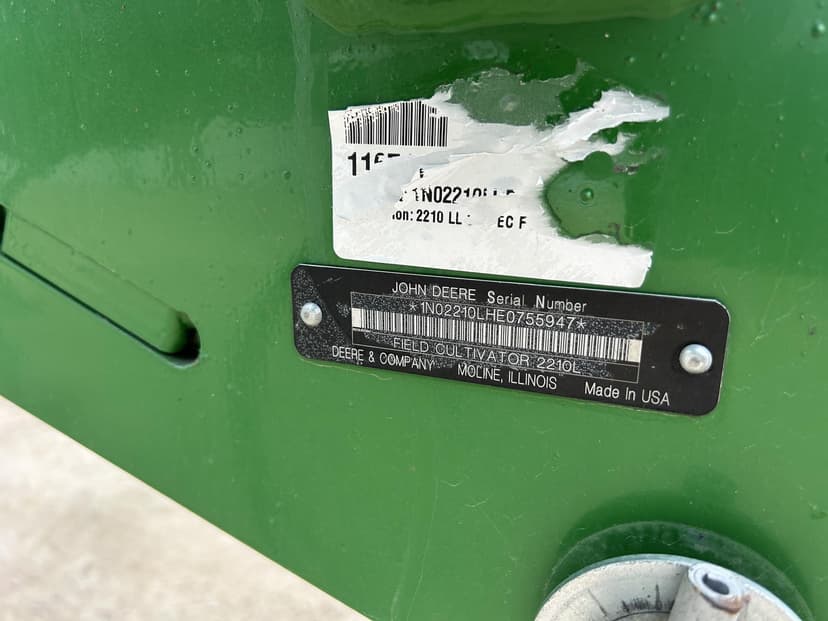 1N02210LL
ion: 2210 LL EC F
JOHN DEERE Serial Number
*1N02210LHE0755947*
FIELD CULTIVATOR 2210L
DEERE & COMPANY MOLINE, ILLINOIS Made In USA